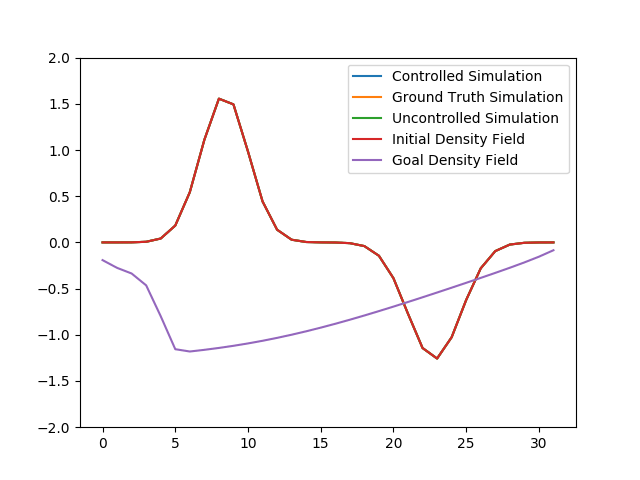 2.0
1.5
1.0
0.5
0.0
−0.5
−1.0
−1.5
−2.0
0 5 10 15 20 25 30
Controlled Simulation
Ground Truth Simulation
Uncontrolled Simulation
Initial Density Field
Goal Density Field